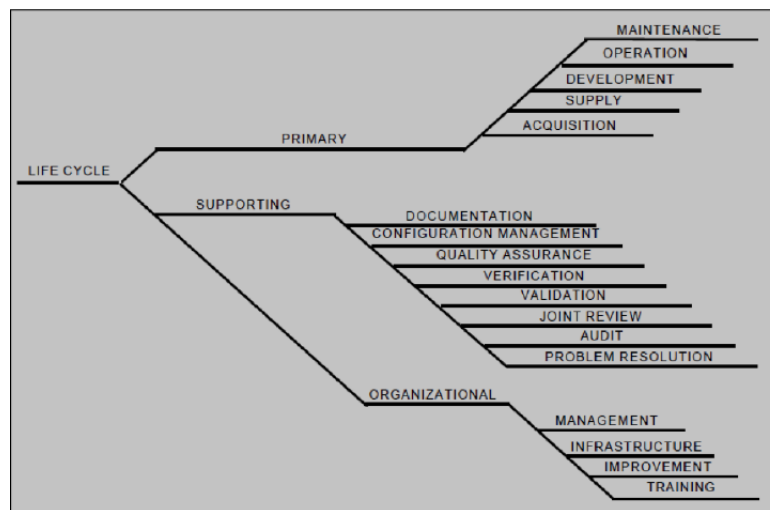 MAINTENANCE
OPERATION
DEVELOPMENT
SUPPLY
ACQUISITION
PRIMARY
LIFE CYCLE
SUPPORTING
DOCUMENTATION
CONFIGURATION MANAGEMENT
QUALITY ASSURANCE
VERIFICATION
VALIDATION
JOINT REVIEW
AUDIT
PROBLEM RESOLUTION
ORGANIZATIONAL
MANAGEMENT
INFRASTRUCTURE
IMPROVEMENT
TRAINING